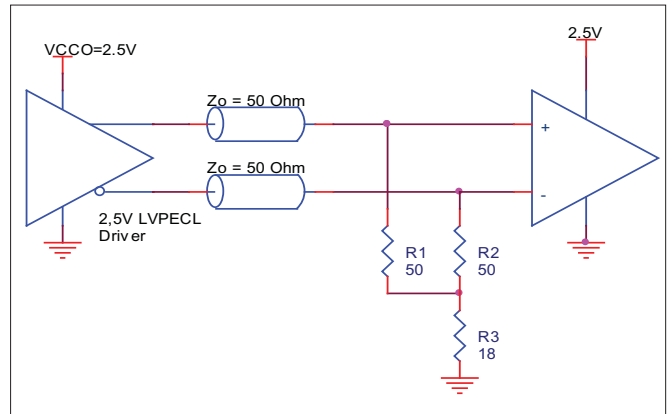 VCCO=2.5V
2.5V
Zo = 50 Ohm
+
Zo = 50 Ohm
-
2,5V LVPECL
Driver
R1
50
R2
50
R3
18